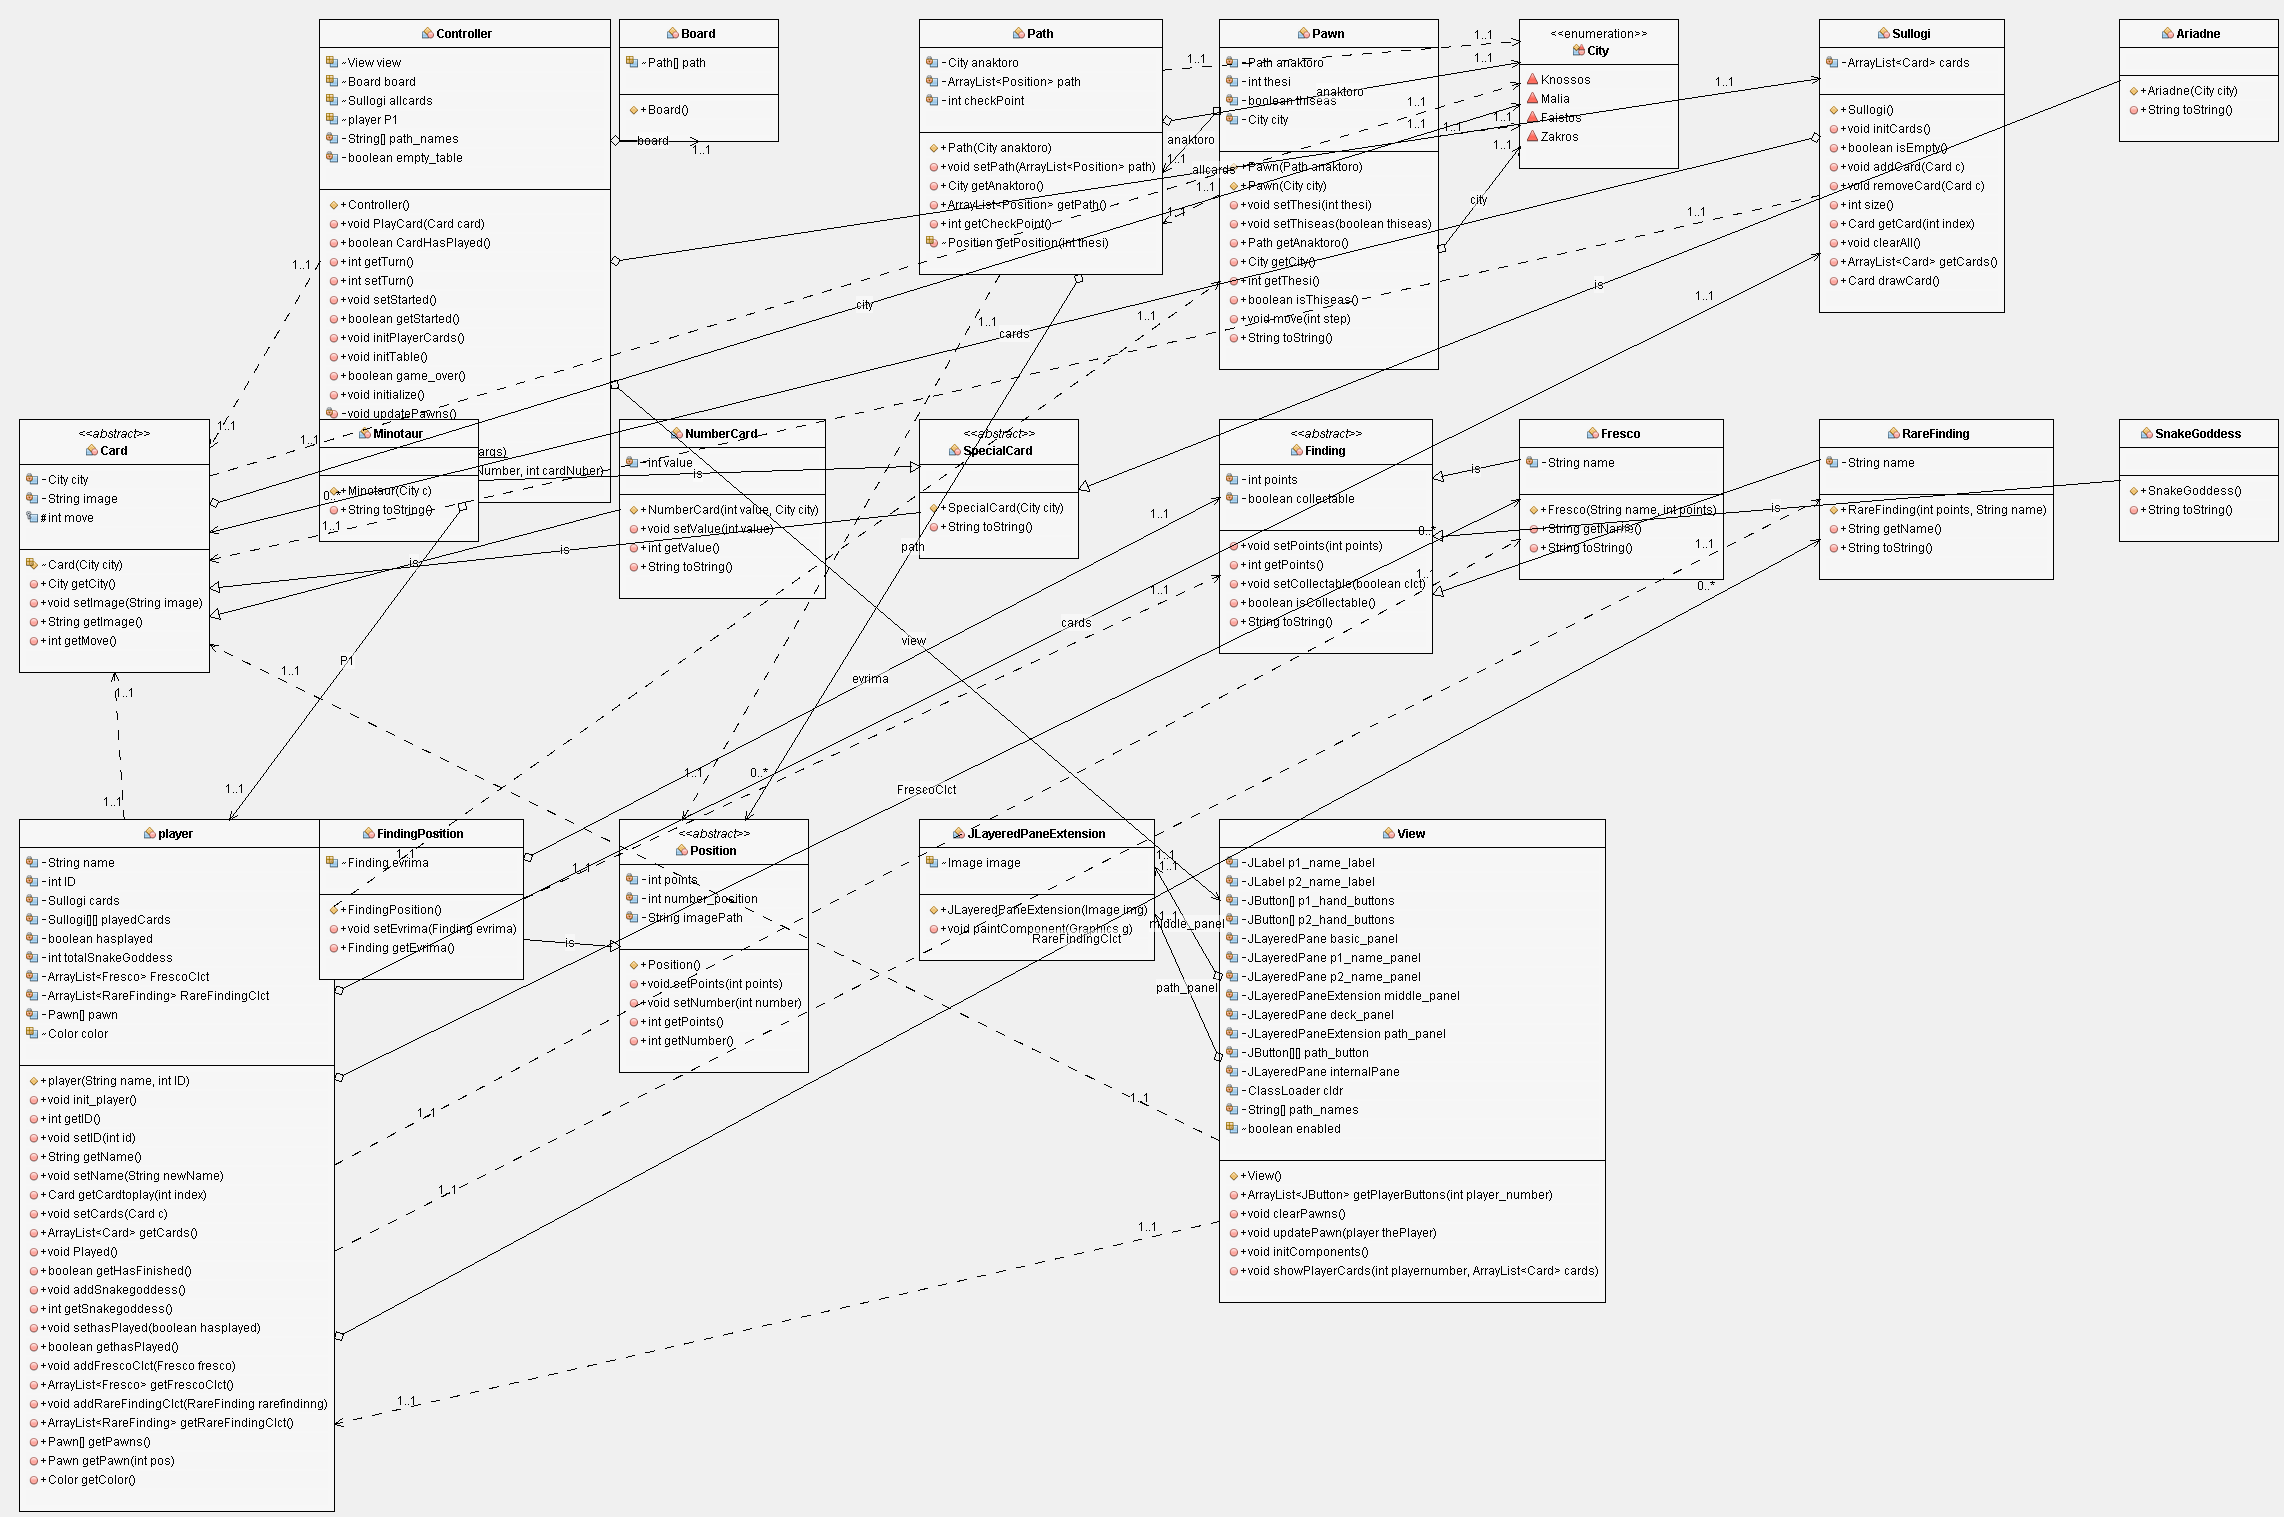 Controller
~View view
~Board board
~Sullogi allcards
~player P1
-String[] path_names
-boolean empty_table
+Controller()
+void PlayCard(Card card)
+boolean CardHasPlayed()
+int getTurn()
+int setTurn()
+void setStarted()
+boolean getStarted()
+void initPlayerCards()
+void initTable()
+boolean game_over()
+void initialize()
-void updatePawns()
args)
Number, int cardNuber)
Board
~Path[] path
+Board()
board
1..1
Path
-City anaktoro
-ArrayList<Position> path
-int checkPoint
+Path(City anaktoro)
+void setPath(ArrayList<Position> path)
+City getAnaktoro()
+ArrayList<Position> getPath()
+int getCheckPoint()
~Position getPosition(int thesi)
Pawn
-Path anaktoro
-int thesi
-boolean thiseas
-City city
+Pawn(Path anaktoro)
+Pawn(City city)
+void setThesi(int thesi)
+void setThiseas(boolean thiseas)
+Path getAnaktoro()
+City getCity()
+int getThesi()
+boolean isThiseas()
+void move(int step)
+String toString()
<<enumeration>>
City
Knossos
Malia
Faistos
Zakros
Sullogi
-ArrayList<Card> cards
+Sullogi()
+void initCards()
+boolean isEmpty()
+void addCard(Card c)
+void removeCard(Card c)
+int size()
+Card getCard(int index)
+void clearAll()
+ArrayList<Card> getCards()
+Card drawCard()
Ariadne
+Ariadne(City city)
+String toString()
1..1
1..1
1..1
anaktoro
1..1
1..1
1..1
1..1
1..1
1..1
anaktoro
1..1
allcards
1..1
1..1
city
1..1
1..1
is
1..1
city
1..1
1..1
cards
1..1
<<abstract>>
Card
-City city
-String image
#int move
~Card(City city)
+City getCity()
+void setImage(String image)
+String getImage()
+int getMove()
1..1
1..1
Minotaur
+Minotaur(City c)
+String toString()
0..*
1..1
NumberCard
-int value
+NumberCard(int value, City city)
+void setValue(int value)
+int getValue()
+String toString()
is
is
is
<<abstract>>
SpecialCard
+SpecialCard(City city)
+String toString()
path
<<abstract>>
Finding
-int points
-boolean collectable
+void setPoints(int points)
+int getPoints()
+void setCollectable(boolean clct)
+boolean isCollectable()
+String toString()
1..1
1..1
0..*
is
Fresco
-String name
+Fresco(String name, int points)
+String getName()
+String toString()
is
1..1
0..*
RareFinding
-String name
+RareFinding(int points, String name)
+String getName()
+String toString()
SnakeGoddess
+SnakeGoddess()
+String toString()
cards
view
P1
1..1
evrima
1..1
1..1
1..1
1..1
0..*
FrescoClct
player
-String name
-int ID
-Sullogi cards
-Sullogi[][] playedCards
-boolean hasplayed
-int totalSnakeGoddess
-ArrayList<Fresco> FrescoClct
-ArrayList<RareFinding> RareFindingClct
-Pawn[] pawn
~Color color
+player(String name, int ID)
+void init_player()
+int getID()
+void setID(int id)
+String getName()
+void setName(String newName)
+Card getCardtoplay(int index)
+void setCards(Card c)
+ArrayList<Card> getCards()
+void Played()
+boolean getHasFinished()
+void addSnakegoddess()
+int getSnakegoddess()
+void sethasPlayed(boolean hasplayed)
+boolean gethasPlayed()
+void addFrescoClct(Fresco fresco)
+ArrayList<Fresco> getFrescoClct()
+void addRareFindingClct(RareFinding rarefindinng)
+ArrayList<RareFinding> getRareFindingClct()
+Pawn[] getPawns()
+Pawn getPawn(int pos)
+Color getColor()
FindingPosition
~Finding evrima
+FindingPosition()
+void setEvrima(Finding evrima)
+Finding getEvrima()
1..1
1..1
is
<<abstract>>
Position
-int points
-int number_position
-String imagePath
+Position()
+void setPoints(int points)
+void setNumber(int number)
+int getPoints()
+int getNumber()
JLayeredPaneExtension
~Image image
+JLayeredPaneExtension(Image img)
+void paintComponent(Graphics g)
RareFindingClct
1..1
1..1
1..1
middle_panel
path_panel
View
-JLabel p1_name_label
-JLabel p2_name_label
-JButton[] p1_hand_buttons
-JButton[] p2_hand_buttons
-JLayeredPane basic_panel
-JLayeredPane p1_name_panel
-JLayeredPane p2_name_panel
-JLayeredPaneExtension middle_panel
-JLayeredPane deck_panel
-JLayeredPaneExtension path_panel
-JButton[][] path_button
-JLayeredPane internalPane
-ClassLoader cldr
-String[] path_names
~boolean enabled
+View()
+ArrayList<JButton> getPlayerButtons(int player_number)
+void clearPawns()
+void updatePawn(player thePlayer)
+void initComponents()
+void showPlayerCards(int playernumber, ArrayList<Card> cards)
1..1
1..1
1..1
1..1
1..1